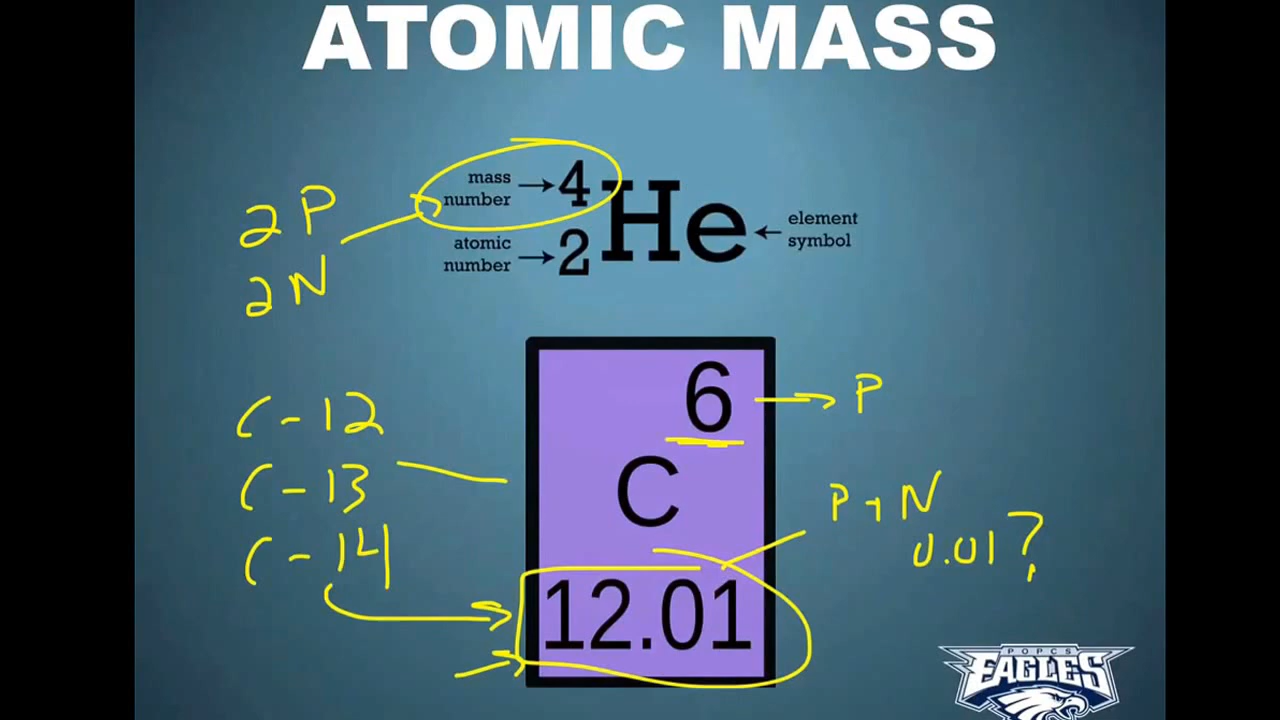 ATOMIC MASS
mass
number
4
He
element
symbol
atomic
number
2
2P
2N
6
P
C
12.01
C-12
C-13
C-14
P+N
0.01?
POPCS
EAGLES